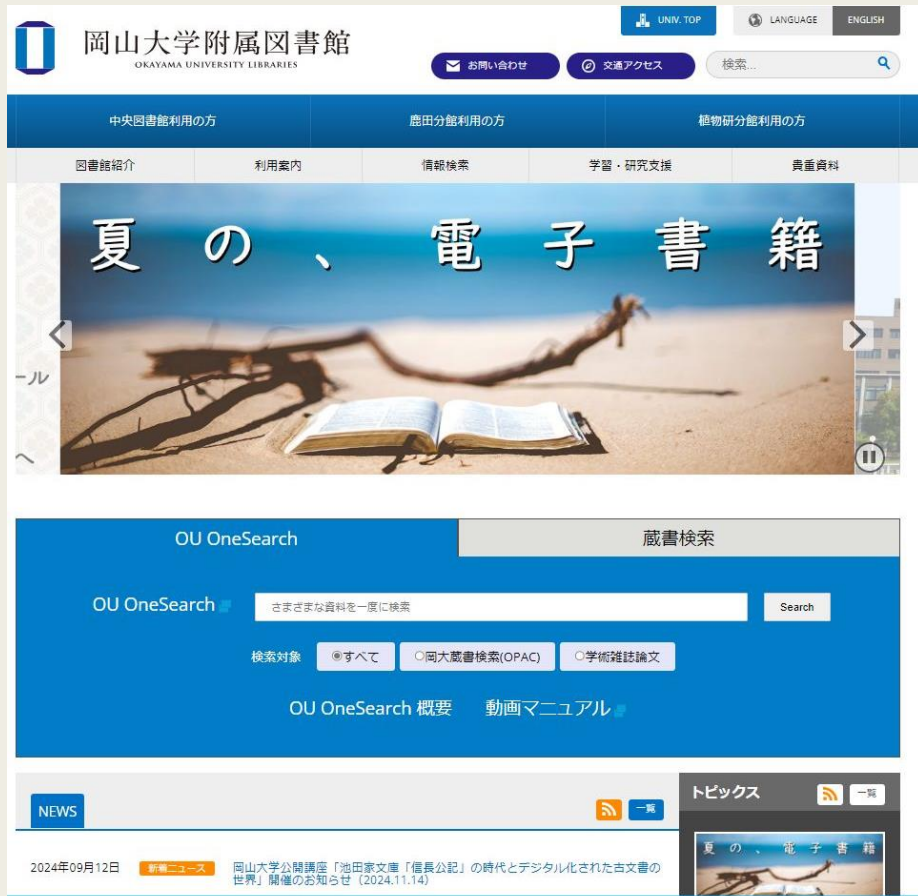 UNIV. TOP
LANGUAGE
ENGLISH
岡山大学附属図書館
OKAYAMA UNIVERSITY LIBRARIES
お問い合わせ
交通アクセス
検索...
中央図書館利用の方
鹿田分館利用の方
植物研分館利用の方
図書館紹介
利用案内
情報検索
学習・研究支援
貴重資料
夏の、電子書籍
ール
へ
OU OneSearch
蔵書検索
OU OneSearch
さまざまな資料を一度に検索
Search
検索対象
すべて
岡大蔵書検索(OPAC)
学術雑誌論文
OU OneSearch 概要
動画マニュアル
NEWS
一覧
トピックス
一覧
夏の、電子書籍
2024年09月12日
新着ニュース
岡山大学公開講座「池田家文庫「信長公記」の時代とデジタル化された古文書の
世界」開催のお知らせ（2024.11.14）